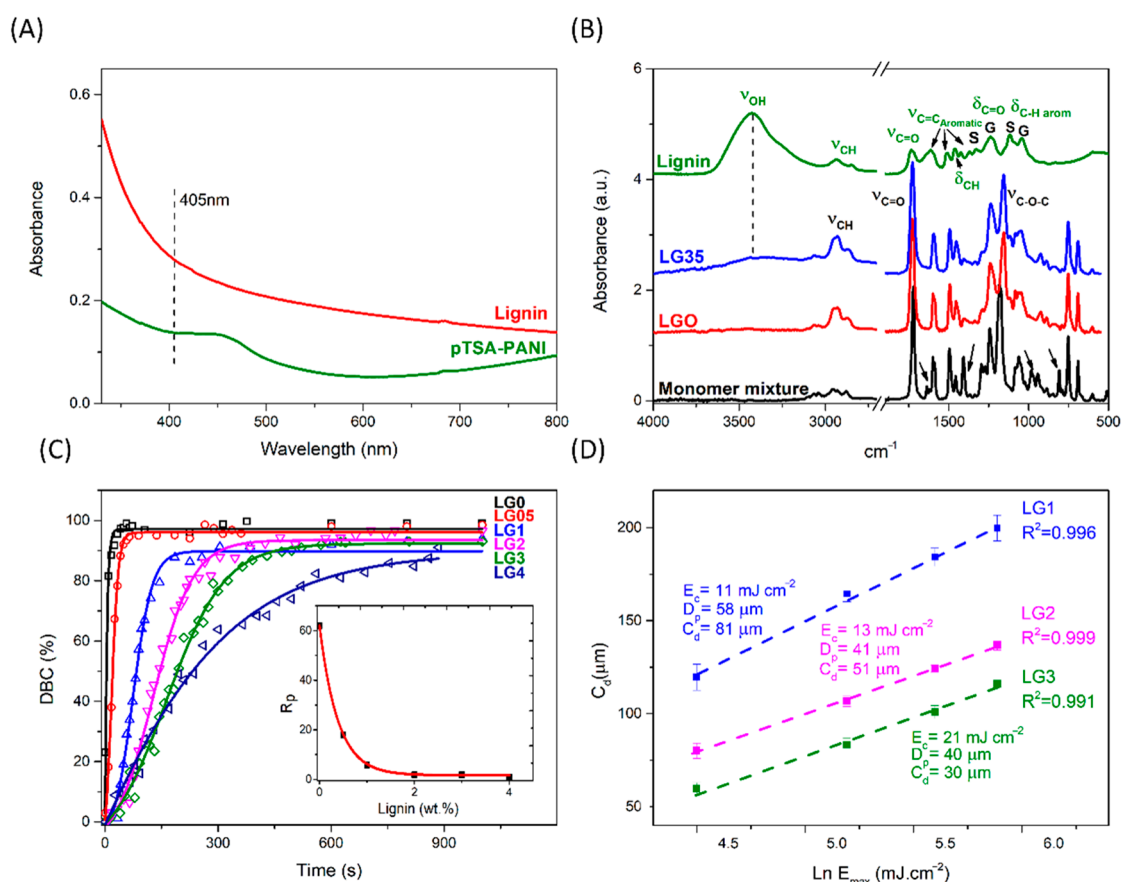 (A)
0.6
0.4
0.2
0.0
Absorbance
405nm
Lignin
pTSA-PANI
400
500
600
700
800
Wavelength (nm)
(B)
6
4
2
0
Absorbance (a.u.)
νOH
νCH
νC=O
νC=C Aromatic
S
G
δC=O
δC-H arom
S
G
δCH
Lignin
νC=O
νCH
νC-O-C
LG35
LGO
Monomer mixture
4000
3500
3000
1500
1000
500
cm−1
(C)
100
80
60
40
20
0
DBC (%)
LG0
LG05
LG1
LG2
LG3
LG4
60
40
20
0
Rp
0
1
2
3
4
Lignin (wt.%)
0
300
600
900
Time (s)
(D)
200
150
100
50
Cd(μm)
LG1
R2=0.996
Ec= 11 mJ cm−2
Dp= 58 μm
Cd= 81 μm
LG2
R2=0.999
Ec= 13 mJ cm−2
Dp= 41 μm
Cd= 51 μm
LG3
R2=0.991
Ec= 21 mJ cm−2
Dp= 40 μm
Cd= 30 μm
4.5
5.0
5.5
6.0
Ln Emax (mJ.cm−2)